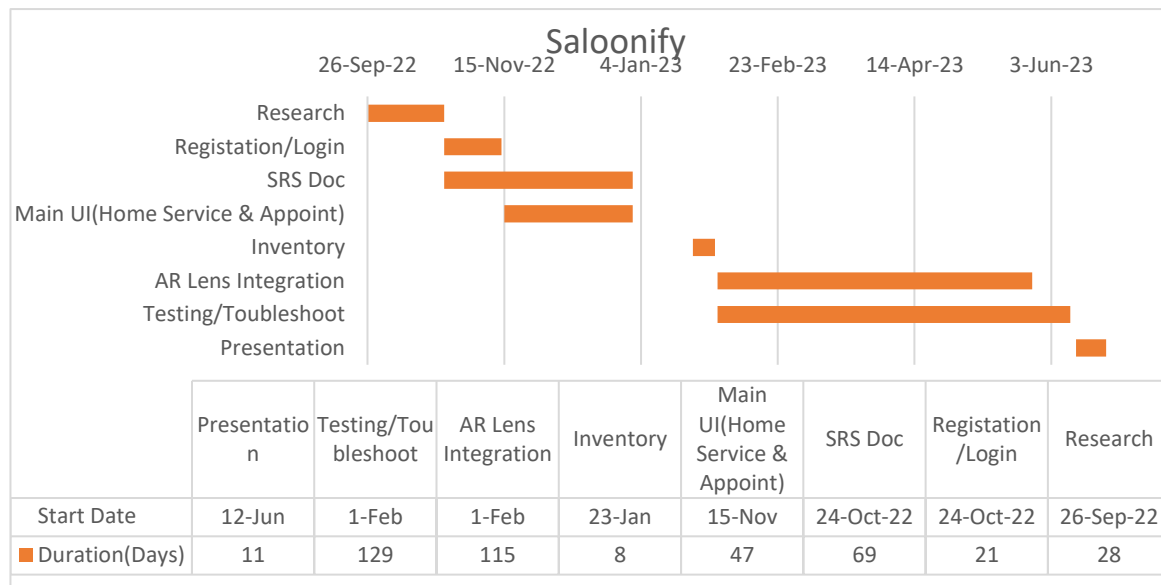 Saloonify
26-Sep-22 15-Nov-22 4-Jan-23 23-Feb-23 14-Apr-23 3-Jun-23
Research
Registation/Login
SRS Doc
Main UI(Home Service & Appoint)
Inventory
AR Lens Integration
Testing/Toubleshoot
Presentation
Presentatio
n
Testing/Tou
bleshoot
AR Lens
Integration
Inventory
Main
UI(Home
Service &
Appoint)
SRS Doc
Registation
/Login
Research
Start Date 12-Jun 1-Feb 1-Feb 23-Jan 15-Nov 24-Oct-22 24-Oct-22 26-Sep-22
Duration(Days) 11 129 115 8 47 69 21 28